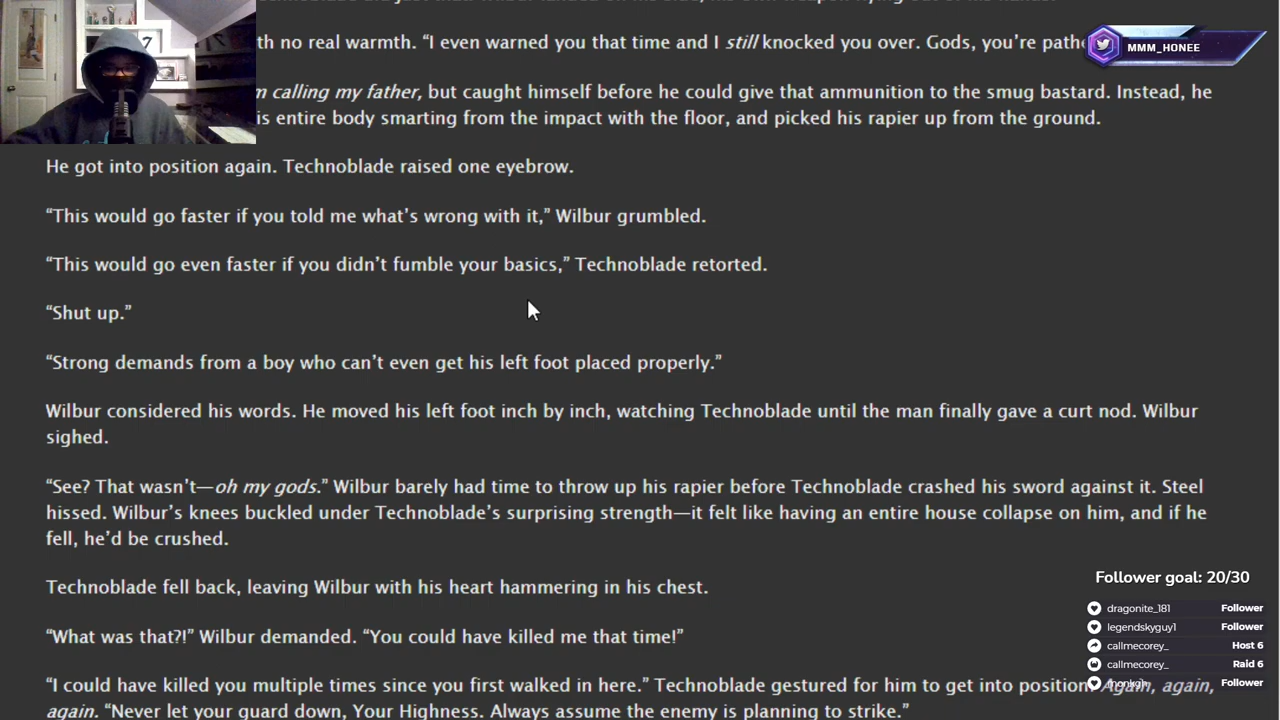 MMM_HONEE
th no real warmth. “I even warned you that time and I still knocked you over. Gods, you’re
m calling my father, but caught himself before he could give that ammunition to the smug bastard. Instead, he
is entire body smarting from the impact with the floor, and picked his rapier up from the ground.
He got into position again. Technoblade raised one eyebrow.
“This would go faster if you told me what’s wrong with it,” Wilbur grumbled.
“This would go even faster if you didn’t fumble your basics,” Technoblade retorted.
“Shut up.”
“Strong demands from a boy who can’t even get his left foot placed properly.”
Wilbur considered his words. He moved his left foot inch by inch, watching Technoblade until the man finally gave a curt nod. Wilbur
sighed.
“See? That wasn’t—oh my gods.” Wilbur barely had time to throw up his rapier before Technoblade crashed his sword against it. Steel
hissed. Wilbur’s knees buckled under Technoblade’s surprising strength—it felt like having an entire house collapse on him, and if he
fell, he’d be crushed.
Technoblade fell back, leaving Wilbur with his heart hammering in his chest.
“What was that?!” Wilbur demanded. “You could have killed me that time!”
“I could have killed you multiple times since you first walked in here.” Technoblade gestured for him to get into position. Again, again,
again. “Never let your guard down, Your Highness. Always assume the enemy is planning to strike.”
Follower goal: 20/30
dragonite_181 Follower
legendskyguy1 Follower
callmecorey_ Host 6
callmecorey_ Raid 6
Follower